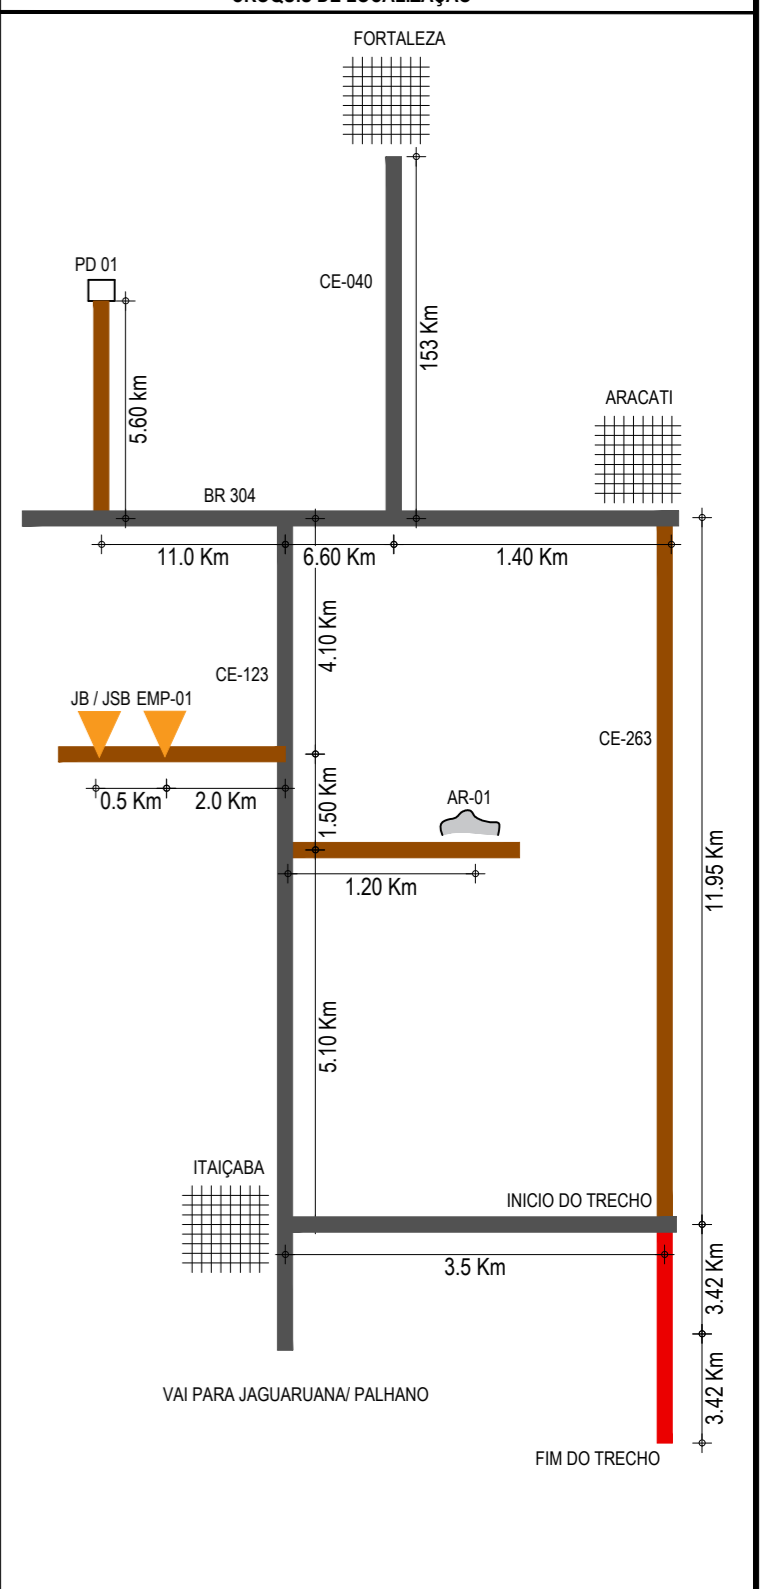 CROQUIS DE LOCALIZAÇÃO
FORTALEZA
PD 01
CE-040
153 Km
5.60 km
ARACATI
BR 304
11.0 Km
6.60 Km
1.40 Km
4.10 Km
CE-123
JB / JSB
EMP-01
CE-263
0.5 Km
2.0 Km
1.50 Km
AR-01
1.20 Km
11.95 Km
5.10 Km
ITAIÇABA
INICIO DO TRECHO
3.5 Km
3.42 Km
3.42 Km
VAI PARA JAGUARUANA/ PALHANO
FIM DO TRECHO